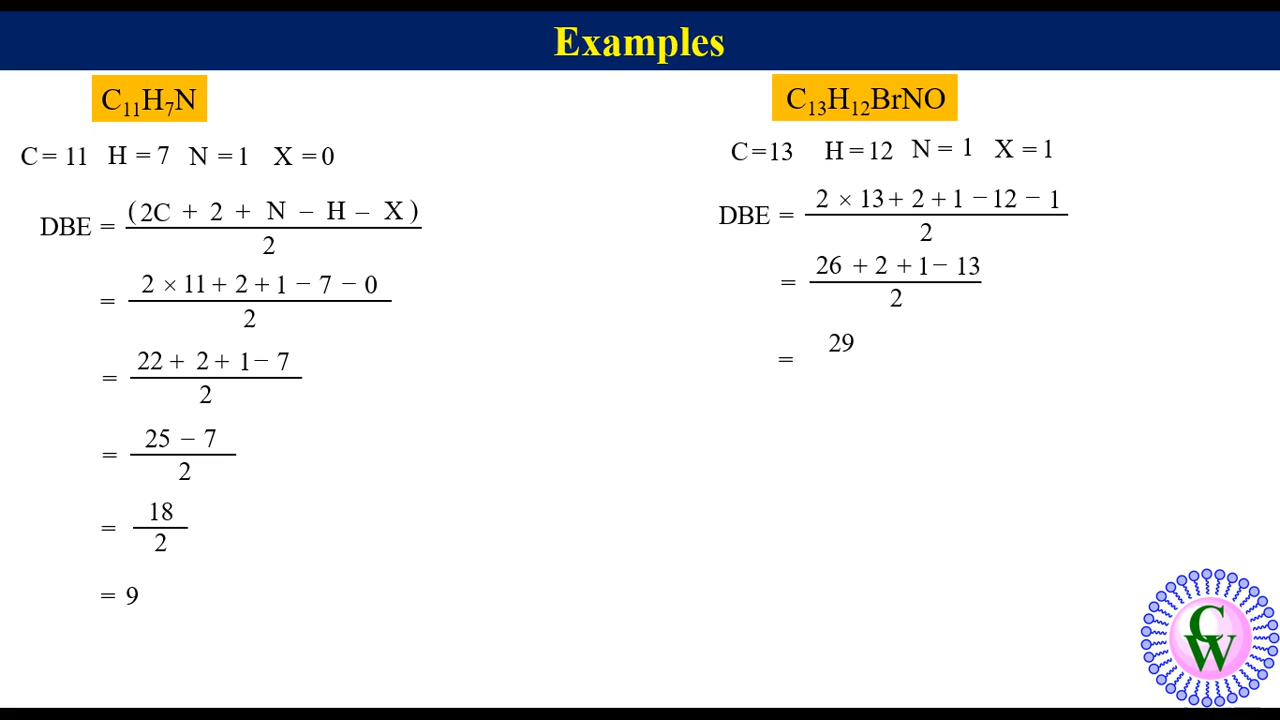 Examples
C₁₁H₇N
C = 11 H = 7 N = 1 X = 0
DBE = (2C + 2 + N − H − X)
2
= 2 × 11 + 2 + 1 − 7 − 0
2
= 22 + 2 + 1 − 7
2
= 25 − 7
2
= 18
2
= 9
C₁₃H₁₂BrNO
C=13 H=12 N = 1 X = 1
DBE = 2 × 13 + 2 + 1 − 12 − 1
2
= 26 + 2 + 1 − 13
2
= 29
CW